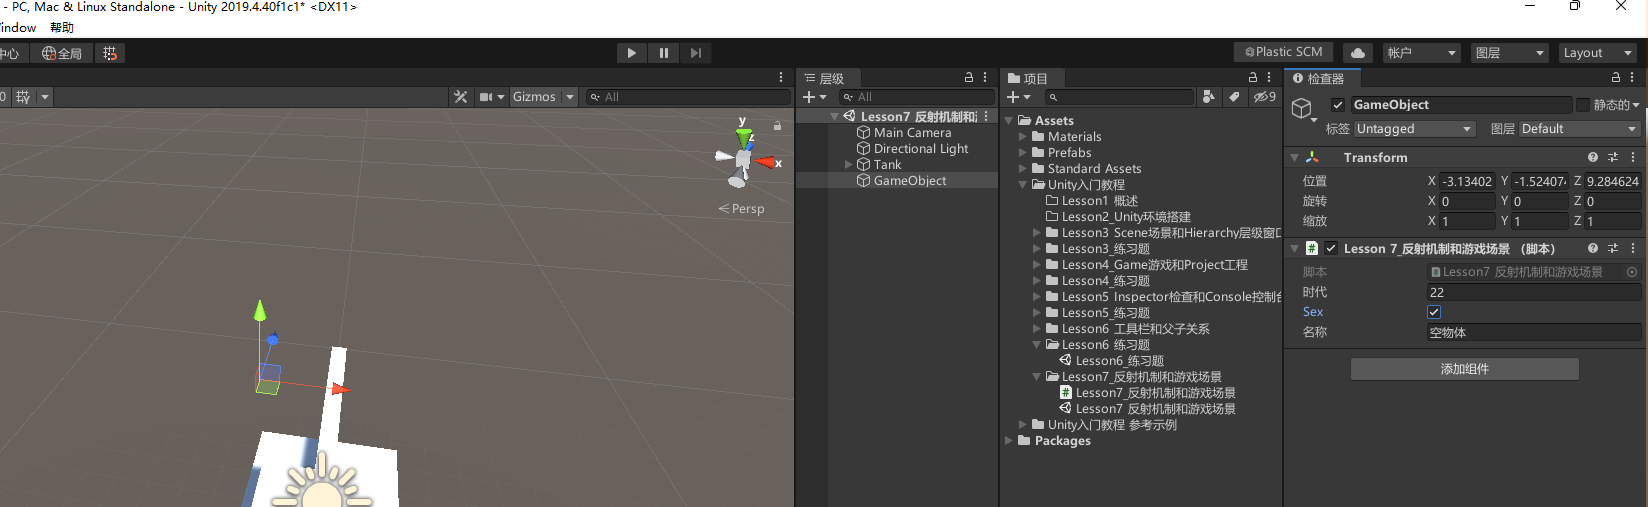 - PC, Mac & Linux Standalone - Unity 2019.4.40f1c1* <DX11>
indow 帮助
中心 全局
Plastic SCM 帐户 图层 Layout
0 Gizmos All
层级
All
Lesson7 反射机制和
Main Camera
Directional Light
Tank
GameObject
y
z
x
Persp
项目
9
Assets
Materials
Prefabs
Standard Assets
Unity入门教程
Lesson1 概述
Lesson2_Unity环境搭建
Lesson3 Scene场景和Hierarchy层级窗口
Lesson3_练习题
Lesson4_Game游戏和Project工程
Lesson4_练习题
Lesson5 Inspector检查和Console控制台
Lesson5_练习题
Lesson6 工具栏和父子关系
Lesson6 练习题
Lesson6_练习题
Lesson7_反射机制和游戏场景
Lesson7_反射机制和游戏场景
Lesson7 反射机制和游戏场景
Unity入门教程 参考示例
Packages
检查器
GameObject 静态的
标签 Untagged 图层 Default
Transform
位置 X -3.13402 Y -1.52407 Z 9.284624
旋转 X 0 Y 0 Z 0
缩放 X 1 Y 1 Z 1
# Lesson 7_反射机制和游戏场景 （脚本）
脚本 Lesson7 反射机制和游戏场景
时代 22
Sex
名称 空物体
添加组件